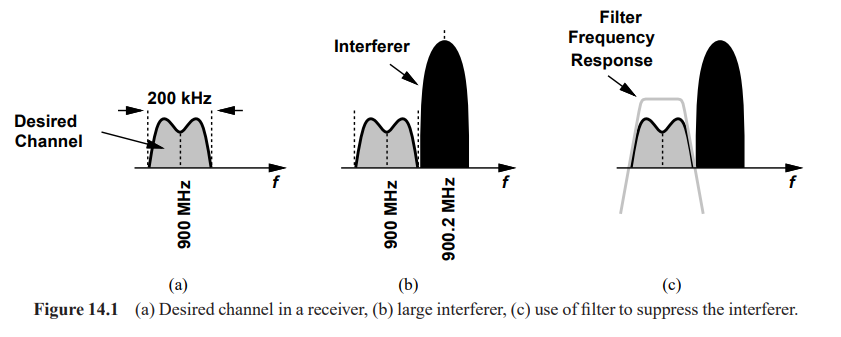 200 kHz
Desired
Channel
f
900 MHz
(a)
Interferer
f
900 MHz
900.2 MHz
(b)
Filter
Frequency
Response
f
(c)
Figure 14.1 (a) Desired channel in a receiver, (b) large interferer, (c) use of filter to suppress the interferer.